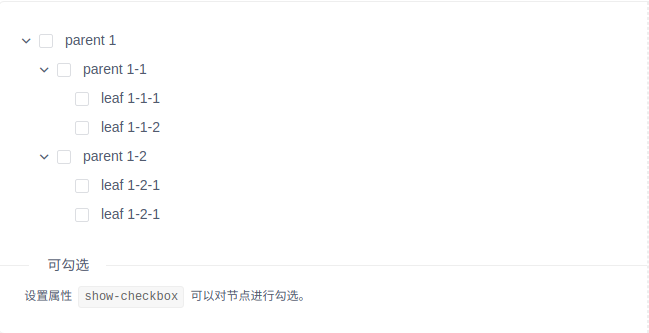 parent 1
parent 1-1
leaf 1-1-1
leaf 1-1-2
parent 1-2
leaf 1-2-1
leaf 1-2-1
可勾选
设置属性 show-checkbox 可以对节点进行勾选。